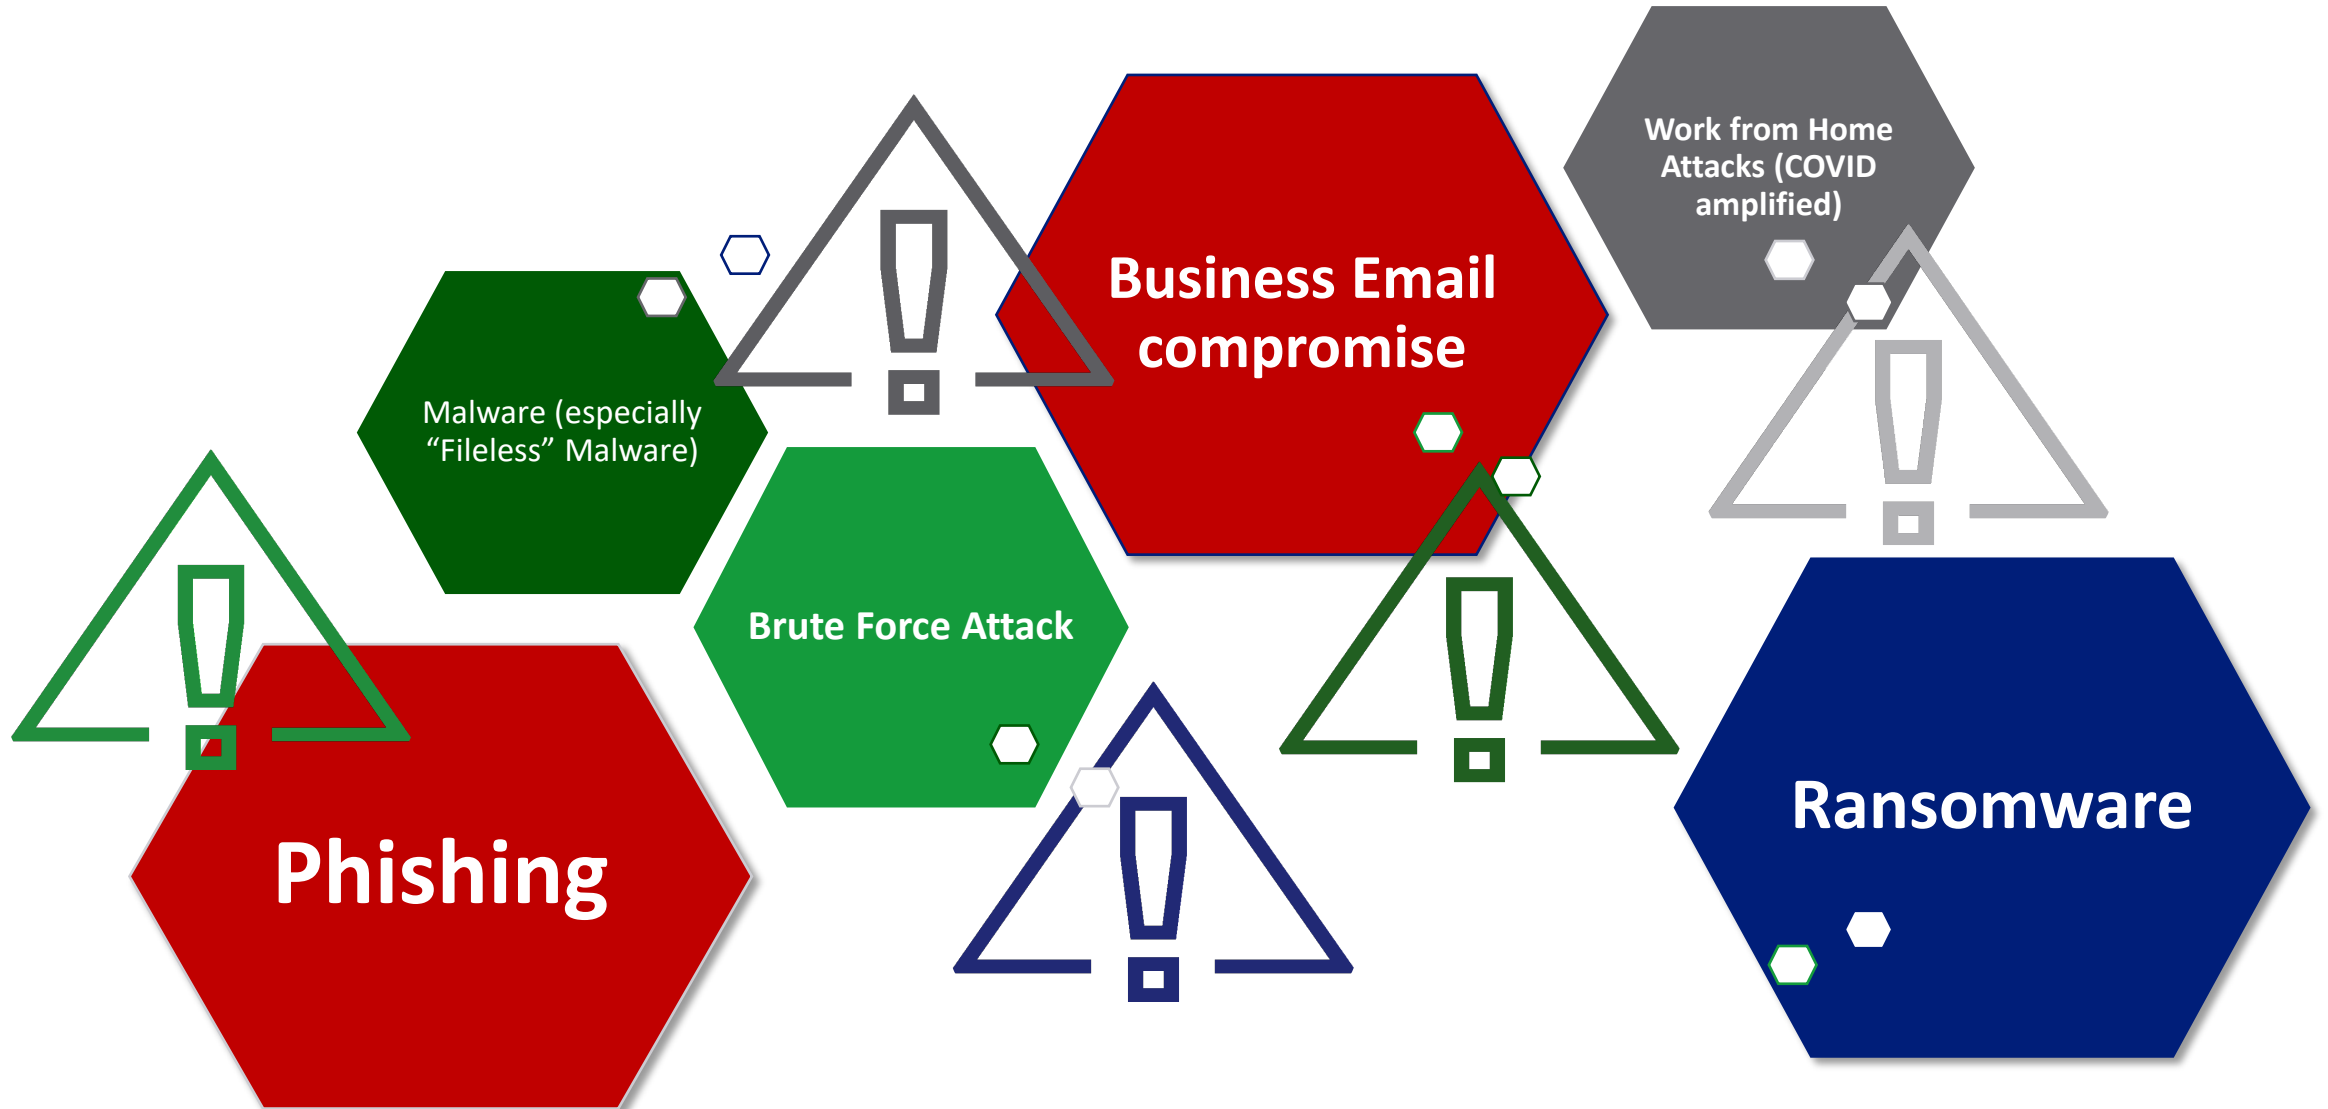 Work from Home
Attacks (COVID
amplified)
Business Email
compromise
Malware (especially
“Fileless” Malware)
Brute Force Attack
Ransomware
Phishing